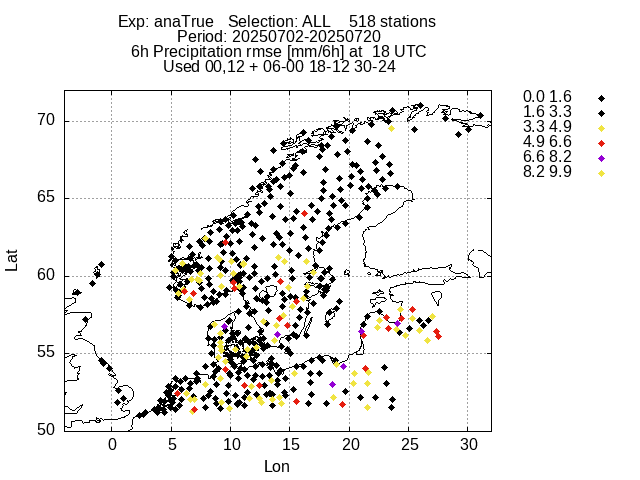 Exp: anaTrue   Selection: ALL    518 stations
Period: 20250702-20250720
6h Precipitation rmse [mm/6h] at  18 UTC
Used 00,12 + 06-00 18-12 30-24
0.0 1.6
1.6 3.3
3.3 4.9
4.9 6.6
6.6 8.2
8.2 9.9
70
65
60
55
50
Lat
0 5 10 15 20 25 30
Lon